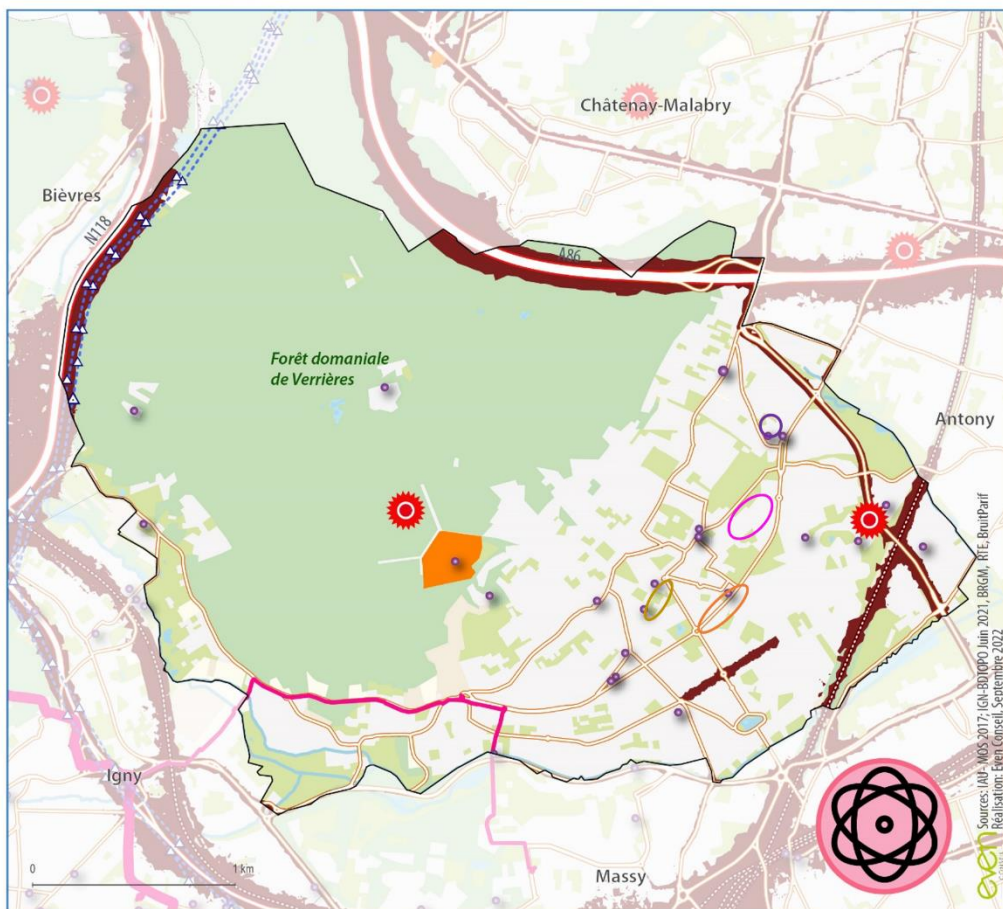 Châtenay-Malabry
Bièvres
N118
A86
Forêt domaniale
de Verrières
Antony
Igny
Massy
0
1 km
Sources: IAU - MOS 2017; IGN-BDTOPO Juin 2021, BRGM, RTE, BruitParif
Réalisation: Even Conseil, Septembre 2022
even
CONSEIL